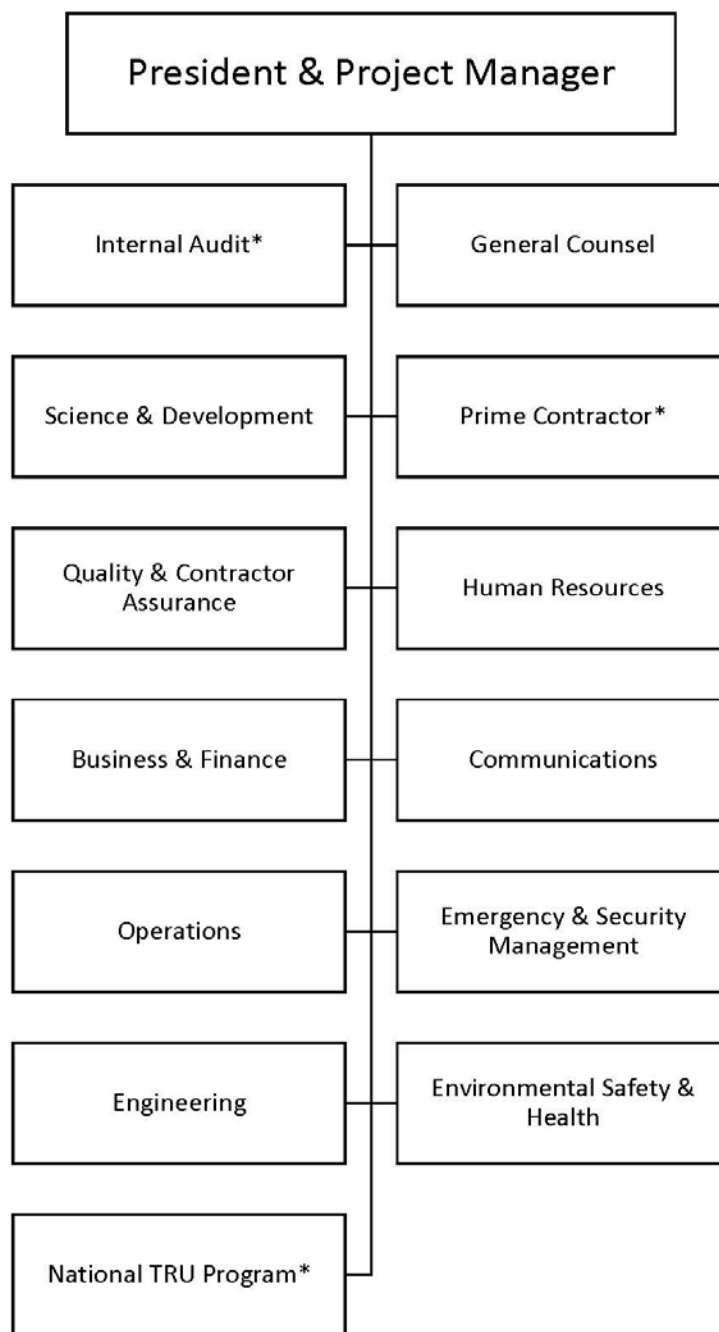 President & Project Manager
Internal Audit*
General Counsel
Science & Development
Prime Contractor*
Quality & Contractor
Assurance
Human Resources
Business & Finance
Communications
Operations
Emergency & Security
Management
Engineering
Environmental Safety &
Health
National TRU Program*